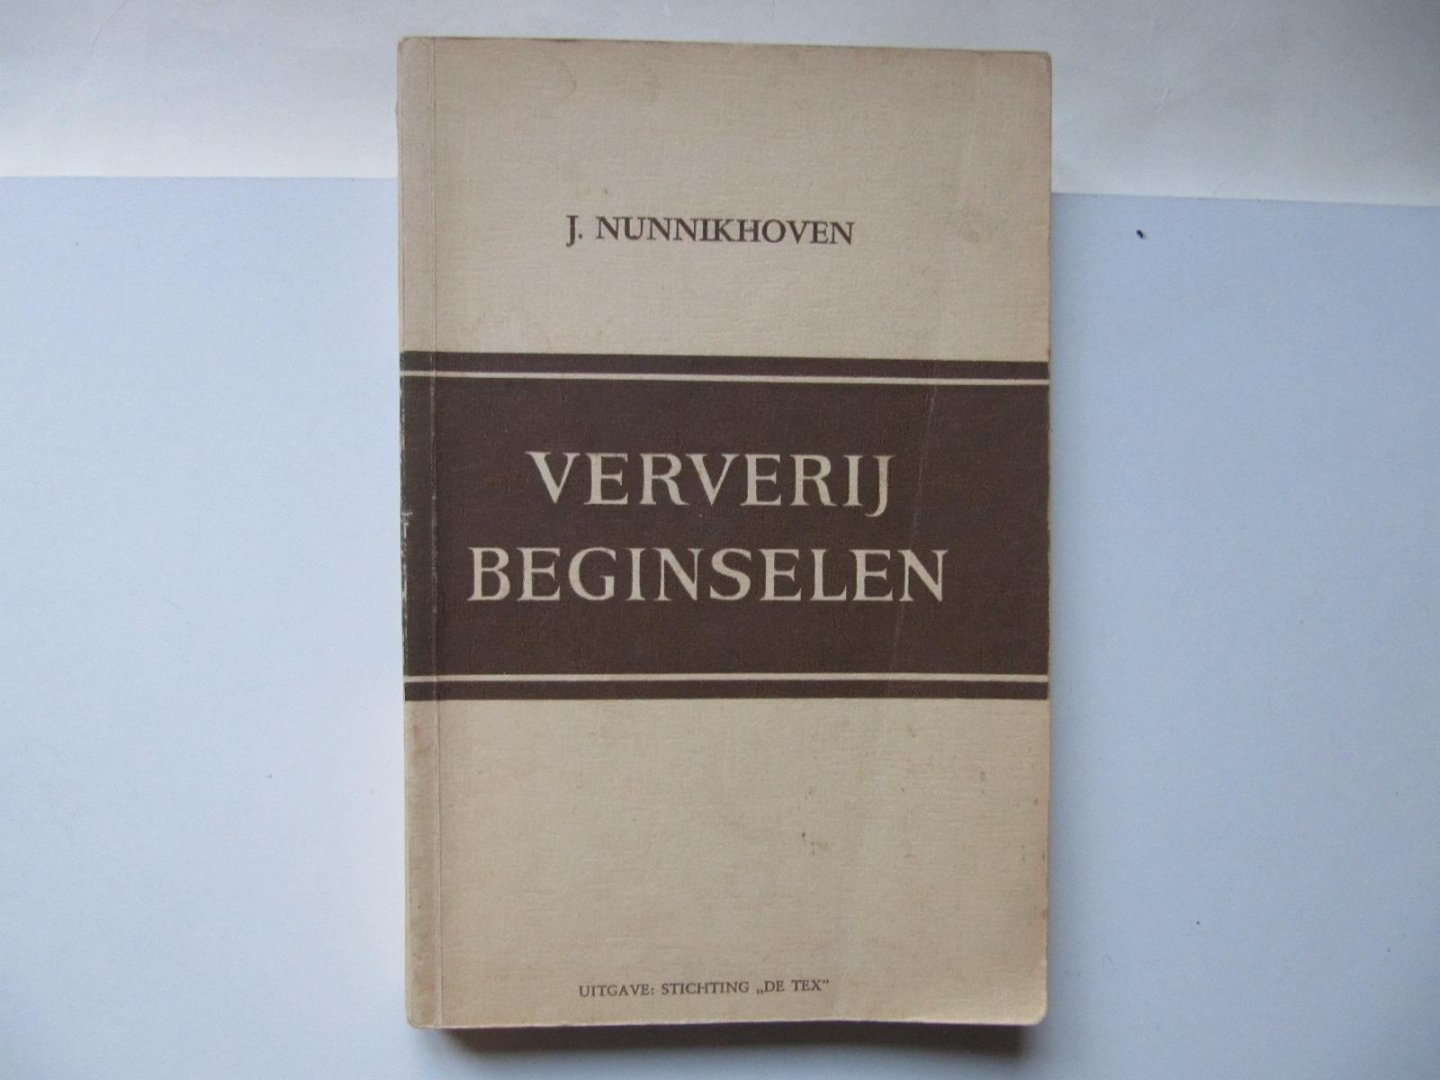 J. NUNNIKHOVEN
VERVERIJ
BEGINSELEN
UITGAVE: STICHTING „DE TEX”